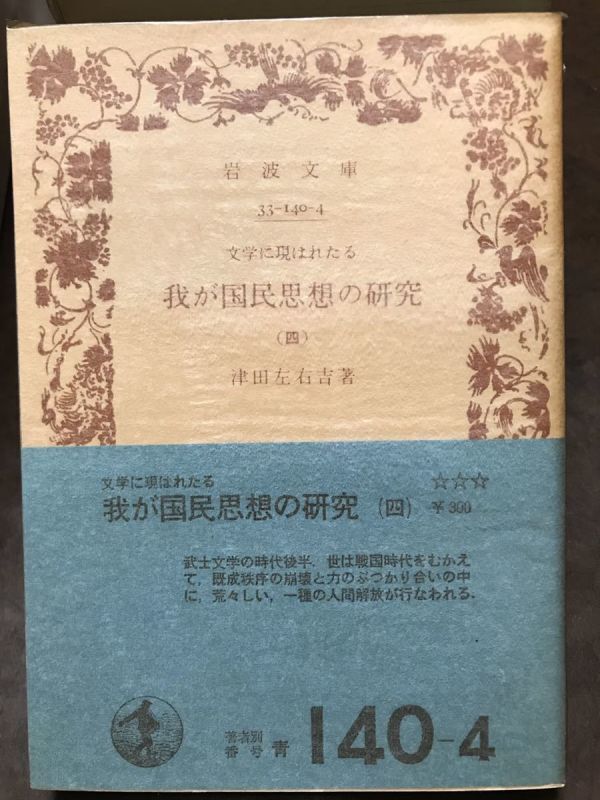 岩波文庫
33-140-4
文学に現はれたる
我が国民思想の研究
(四)
津田左右吉著
文学に現はれたる
我が国民思想の研究(四)
☆☆☆
¥300
武士文学の時代後半.世は戦国時代をむかえ
て,既成秩序の崩壊と力のぶつかり合いの中
に,荒々しい,一種の人間解放が行なわれる.
著者別
番号 青 140-4